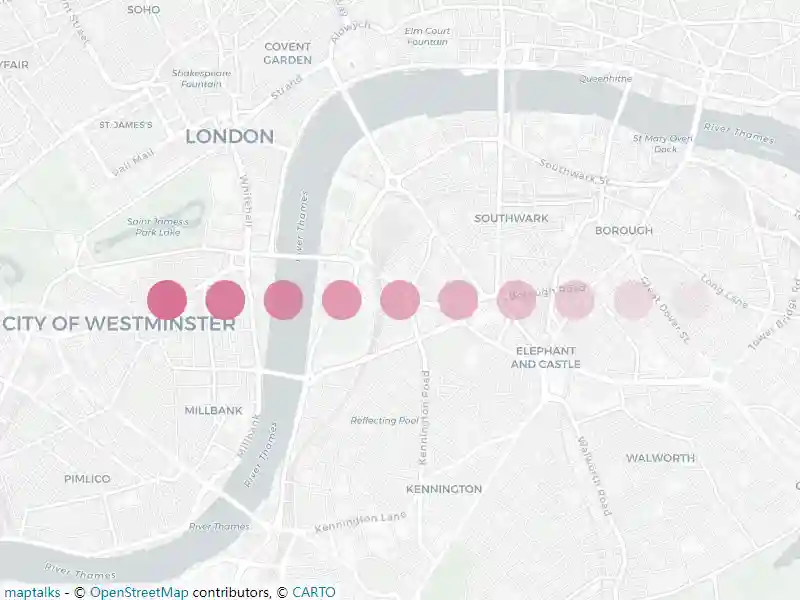 SOHO
Aldwych
Elm Court
Fountain
COVENT
GARDEN
Shakespeare
Fountain
Strand
Queenhithe
ST JAMES'S
LONDON
River Thames
St Mary Overi
Dock
Pall Mall
Southwark St
Whitehall
Saint James's
Park Lake
River Thames
SOUTHWARK
BOROUGH
Borough Road
Great Dover St
Long Lane
Tower Bridge Rd
CITY OF WESTMINSTER
ELEPHANT
AND CASTLE
MILLBANK
Millbank
Reflecting Pool
Kennington Road
River Thames
Walworth Road
WALWORTH
PIMLICO
KENNINGTON
River Thames
Kennington Lane
River Thames
maptalks - © OpenStreetMap contributors, © CARTO